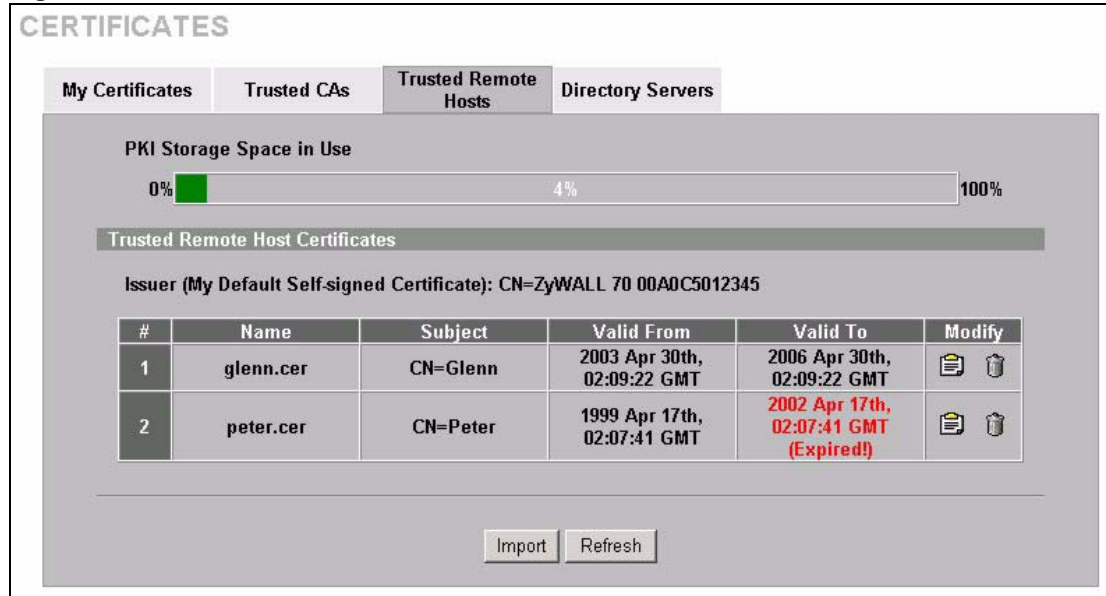 CERTIFICATES
My Certificates
Trusted CAs
Trusted Remote
Hosts
Directory Servers
PKI Storage Space in Use
0%
4%
100%
Trusted Remote Host Certificates
Issuer (My Default Self-signed Certificate): CN=ZyWALL 70 00A0C5012345
# Name Subject Valid From Valid To Modify
1 glenn.cer CN=Glenn 2003 Apr 30th, 2006 Apr 30th,
02:09:22 GMT 02:09:22 GMT
2 peter.cer CN=Peter 1999 Apr 17th, 2002 Apr 17th,
02:07:41 GMT 02:07:41 GMT
(Expired!)
Import Refresh